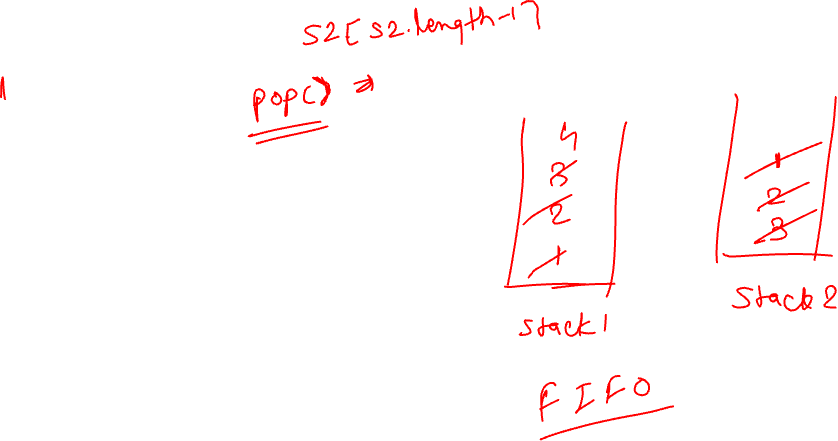 S2[S2.length-1]
pop() ⇒
4
3
2
1
1
2
3
Stack1
Stack2
FIFO